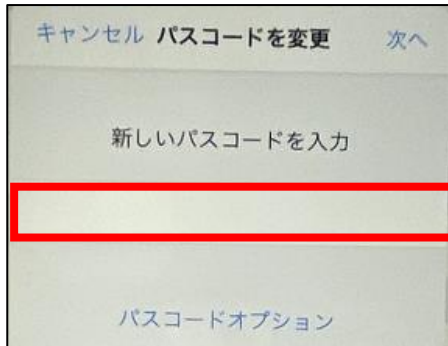 キャンセル パスコードを変更 次へ
新しいパスコードを入力
パスコードオプション